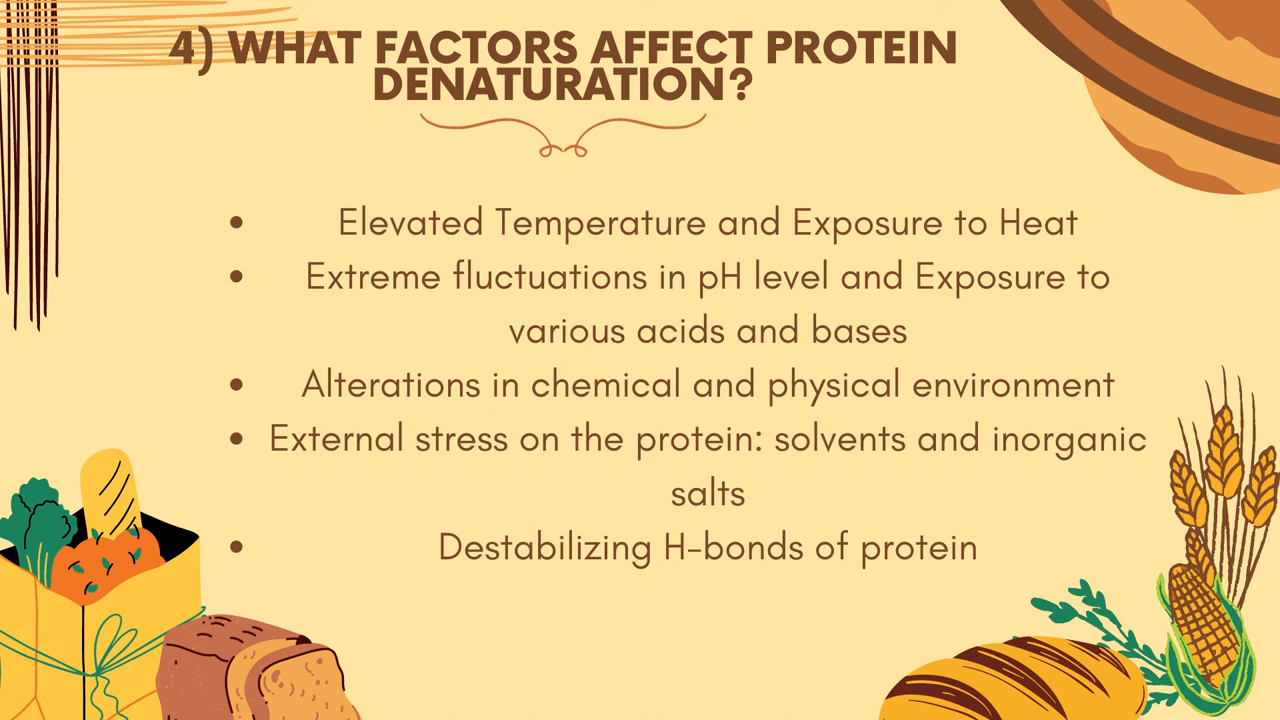 4) WHAT FACTORS AFFECT PROTEIN
DENATURATION?
• Elevated Temperature and Exposure to Heat
• Extreme fluctuations in pH level and Exposure to
various acids and bases
• Alterations in chemical and physical environment
• External stress on the protein: solvents and inorganic
salts
• Destabilizing H-bonds of protein